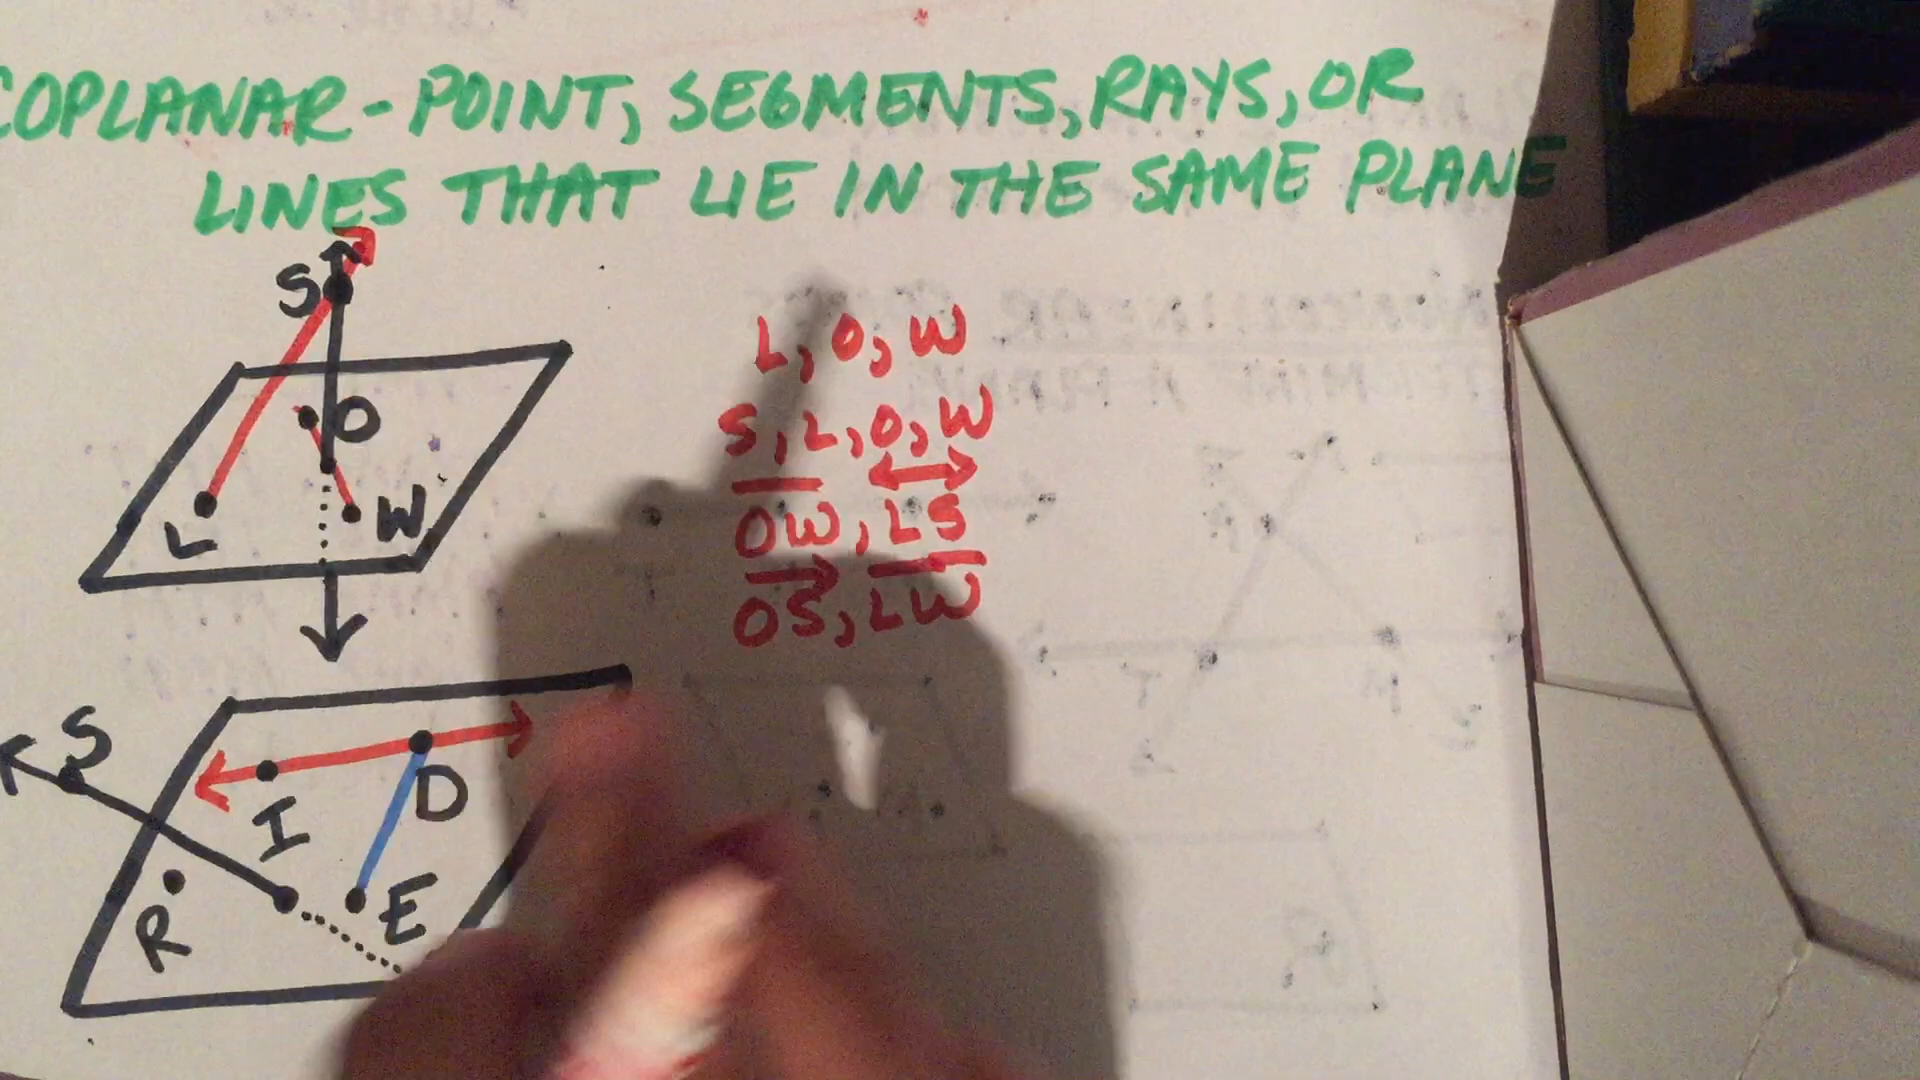 COPLANAR - POINT, SEGMENTS, RAYS, OR
LINES THAT LIE IN THE SAME PLANE
S
O
L
W
L, O, W
S, L, O, W
OW, LS
OS, LW
S
I
D
R
E